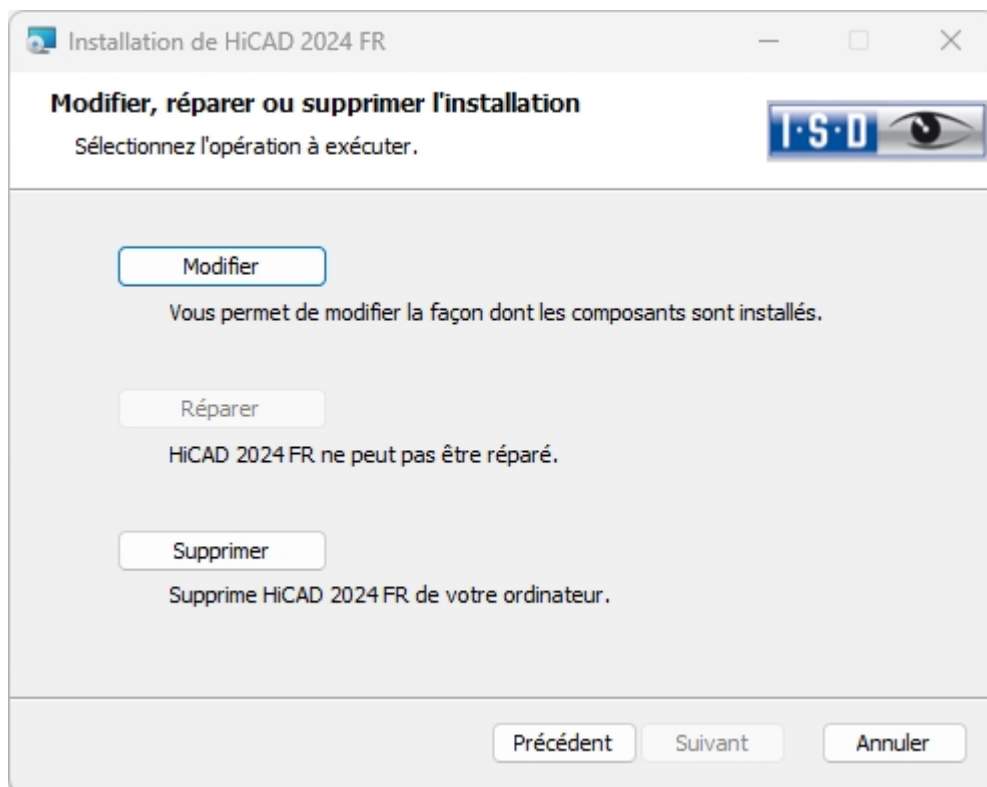 Installation de HiCAD 2024 FR
Modifier, réparer ou supprimer l'installation
Sélectionnez l'opération à exécuter.
I·S·D
Modifier
Vous permet de modifier la façon dont les composants sont installés.
Réparer
HiCAD 2024 FR ne peut pas être réparé.
Supprimer
Supprime HiCAD 2024 FR de votre ordinateur.
Précédent Suivant Annuler